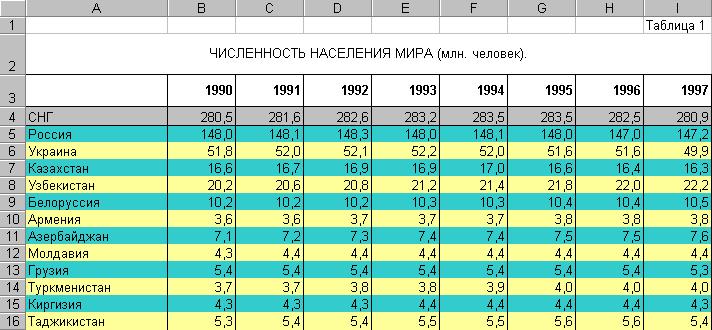 A B C D E F G H I
1 Таблица 1
2 ЧИСЛЕННОСТЬ НАСЕЛЕНИЯ МИРА (млн. человек).
3 1990 1991 1992 1993 1994 1995 1996 1997
4 СНГ 280,5 281,6 282,6 283,2 283,5 283,5 282,5 280,9
5 Россия 148,0 148,1 148,3 148,0 148,1 148,0 147,0 147,2
6 Украина 51,8 52,0 52,1 52,2 52,0 51,6 51,6 49,9
7 Казахстан 16,6 16,7 16,9 16,9 17,0 16,6 16,4 16,3
8 Узбекистан 20,2 20,6 20,8 21,2 21,4 21,8 22,0 22,2
9 Белоруссия 10,2 10,2 10,2 10,3 10,3 10,4 10,4 10,5
10 Армения 3,6 3,6 3,7 3,7 3,7 3,8 3,8 3,8
11 Азербайджан 7,1 7,2 7,3 7,4 7,4 7,5 7,5 7,6
12 Молдавия 4,3 4,4 4,4 4,4 4,4 4,4 4,4 4,4
13 Грузия 5,4 5,4 5,4 5,4 5,4 5,4 5,4 5,3
14 Туркменистан 3,7 3,7 3,8 3,8 3,9 4,0 4,0 4,0
15 Киргизия 4,3 4,3 4,4 4,4 4,4 4,4 4,4 4,3
16 Таджикистан 5,3 5,4 5,4 5,5 5,5 5,6 5,6 5,4